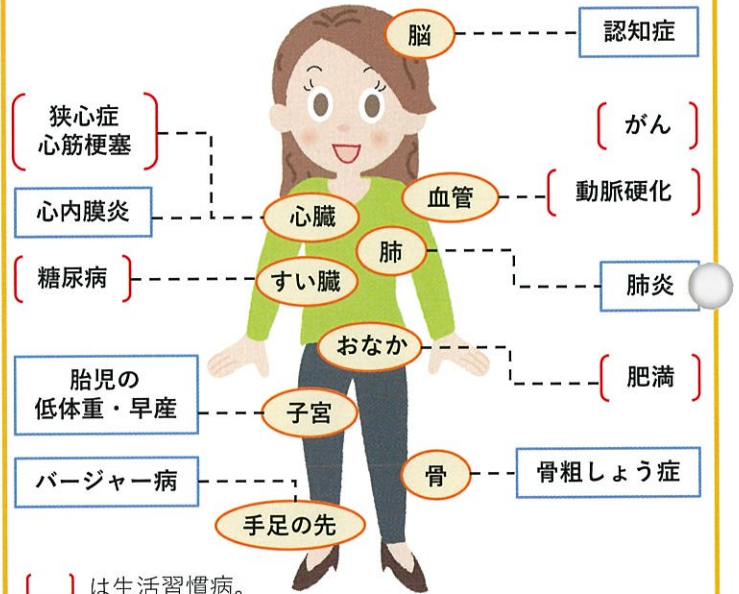 脳
認知症
狭心症
心筋梗塞
がん
血管
動脈硬化
心内膜炎
心臓
肺
糖尿病
すい臓
肺炎
おなか
肥満
胎児の
低体重・早産
子宮
バージャー病
骨
骨粗しょう症
手足の先
[ ]は生活習慣病。